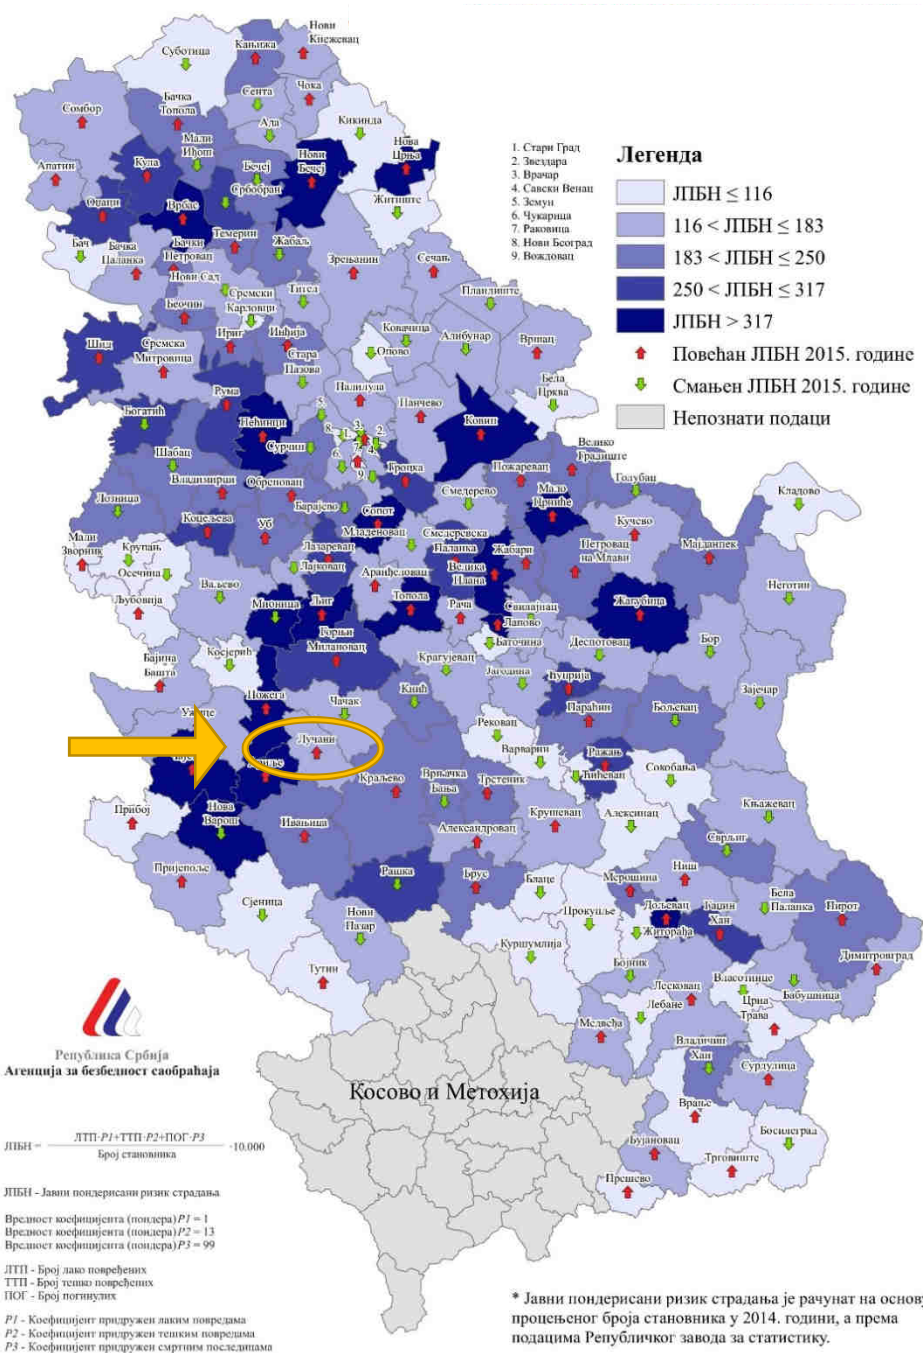 Нови
Кнежевац
Кањижа
Суботица
Сента
Чока
Бачка
Топола
Сомбор
Ада
Кикинда
Мали
Иђош
Нова
Црња
Кула
Бечеј
Нови
Бечеј
Апатин
Србобран
Оџаци
Врбас
Житиште
Темерин
Бач
Бачка
Паланка
Бачки
Петровац
Жабаљ
Зрењанин
Сечањ
Нови Сад
Тител
Пландиште
Беочин
Сремски
Карловци
Ковачица
Алибунар
Вршац
Шид
Сремска
Митровица
Ириг
Инђија
Опово
Стара
Пазова
Бела
Црква
Рума
Палилула
Панчево
Богатић
Пећинци
Ковин
5.
8.
1.
3.
2.
7.
4.
6.
9.
Сурчин
Шабац
Гроцка
Велико
Градиште
Владимирци
Обреновац
Пожаревац
Голубац
Кладово
Лозница
Барајево
Сопот
Смедерево
Мало
Црниће
Кучево
Коцељева
Уб
Младеновац
Смедеревска
Паланка
Мали
Зворник
Крупањ
Лазаревац
Велика
Плана
Жабари
Петровац
на Млави
Мајданпек
Осечина
Лајковац
Аранђеловац
Неготин
Ваљево
Љубовија
Мионица
Љиг
Топола
Рача
Свилајнац
Лапово
Жагубица
Горњи
Милановац
Баточина
Деспотовац
Бор
Косјерић
Крагујевац
Бајина
Башта
Јагодина
Ћуприја
Зајечар
Пожега
Чачак
Кнић
Параћин
Бољевац
Ужице
Лучани
Рековац
Варварин
Ражањ
Краљево
Врњачка
Бања
Трстеник
Ћићевац
Сокобања
Нова
Варош
Прибој
Ивањица
Александровац
Крушевац
Алексинац
Књажевац
Сврљиг
Пријепоље
Рашка
Брус
Блаце
Мерошина
Ниш
Бела
Паланка
Сјеница
Прокупље
Дољевац
Пирот
Нови
Пазар
Житорађа
Хан
Куршумлија
Димитровград
Тутин
Бојник
Власотинце
Бабушница
Лесковац
Лебане
Црна
Трава
Медвеђа
Владичин
Хан
Сурдулица
Врање
Босилеград
Бујановац
Трговиште
Прешево
Косово и Метохија
1. Стари Град
2. Звездара
3. Врачар
4. Савски Венац
5. Земун
6. Чукарица
7. Раковица
8. Нови Београд
9. Вождовац
Легенда
ЈПБН ≤ 116
116 < ЈПБН ≤ 183
183 < ЈПБН ≤ 250
250 < ЈПБН ≤ 317
ЈПБН > 317
Повећан ЈПБН 2015. године
Смањен ЈПБН 2015. године
Непознати подаци
Република Србија
Агенција за безбедност саобраћаја
ЈПБН = ЛТП·P1+ТТП·P2+ПОГ·P3
Број становника
·10.000
ЈПБН - Јавни пондерисани ризик страдања
Вредност коефицијента (пондера) P1 = 1
Вредност коефицијента (пондера) P2 = 13
Вредност коефицијента (пондера) P3 = 99
ЛТП - Број лако повређених
ТТП - Број тешко повређених
ПОГ - Број погинулих
P1 - Коефицијент придружен лаким повредама
P2 - Коефицијент придружен тешким повредама
P3 - Коефицијент придружен смртним последицама
* Јавни пондерисани ризик страдања је рачунат на основу
процењеног броја становника у 2014. години, а према
подацима Републичког завода за статистику.